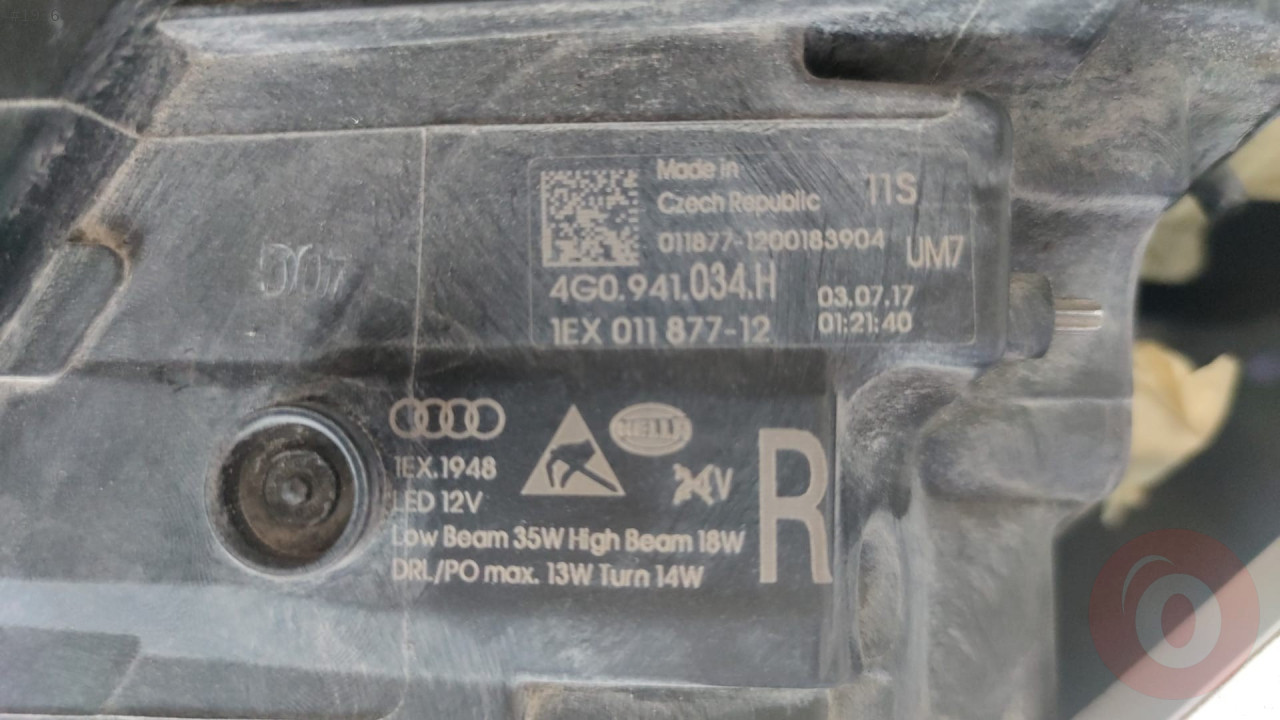 Made in
Czech Republic
11S
011877-1200183904
UM7
4G0.941.034.H
03.07.17
1EX 011 877-12
01:21:40
007
HELLA
1EX.1948
LED 12V
24V
R
Low Beam 35W High Beam 18W
DRL/PO max. 13W Turn 14W